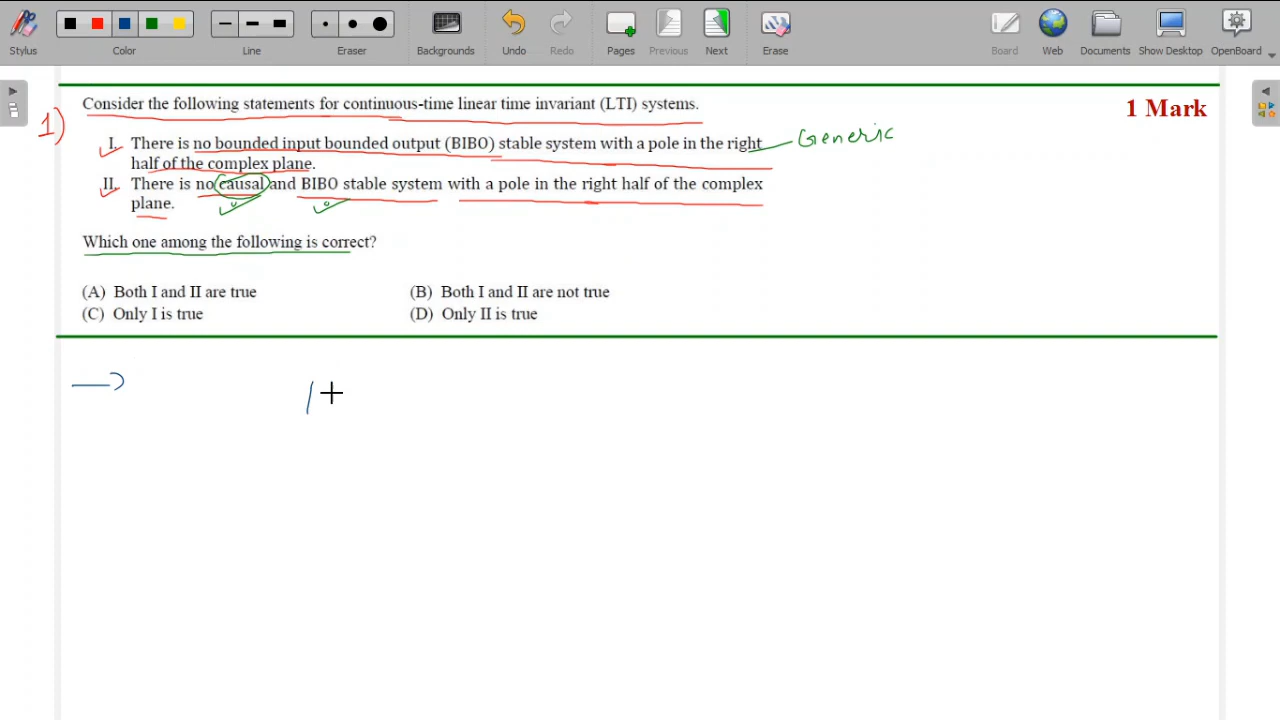 Stylus
Color
Line
Eraser
Backgrounds
Undo
Redo
Pages
Previous
Next
Erase
Board
Web
Documents
Show Desktop
OpenBoard
Consider the following statements for continuous-time linear time invariant (LTI) systems.
1 Mark
1)
I. There is no bounded input bounded output (BIBO) stable system with a pole in the right
Generic
half of the complex plane.
II. There is no causal and BIBO stable system with a pole in the right half of the complex
plane.
Which one among the following is correct?
(A) Both I and II are true
(B) Both I and II are not true
(C) Only I is true
(D) Only II is true